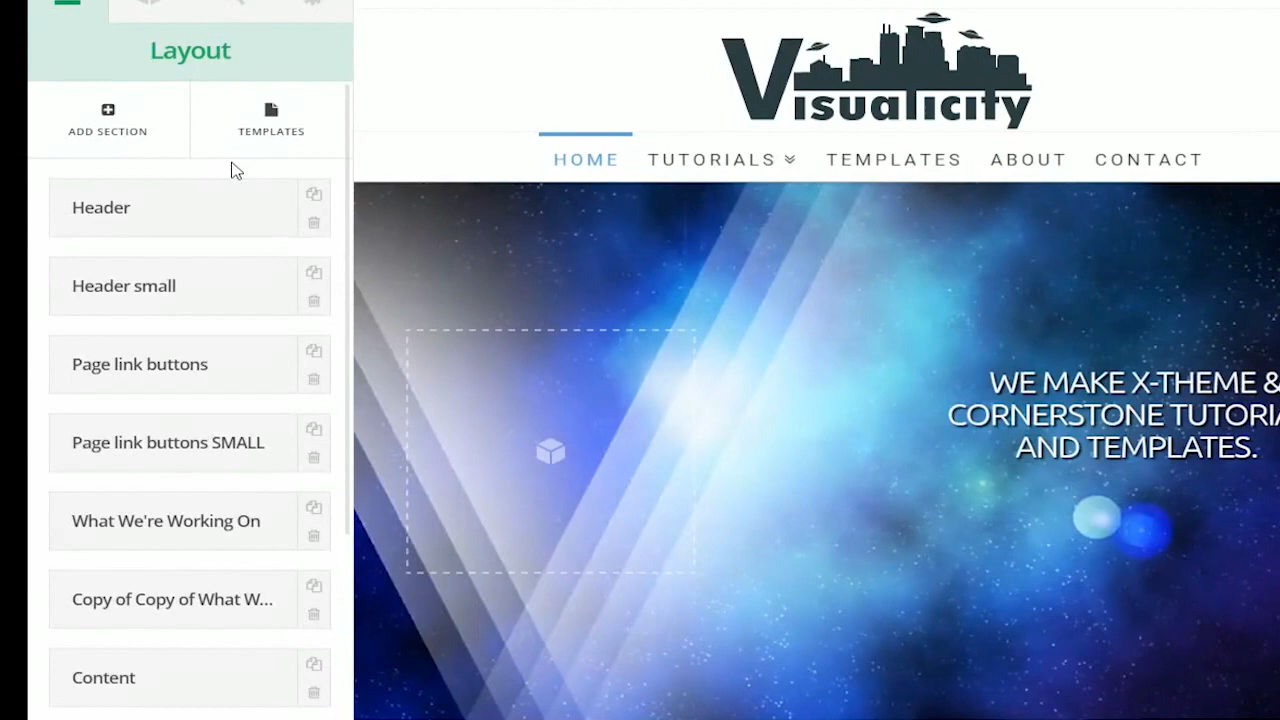 Layout
ADD SECTION
TEMPLATES
Header
Header small
Page link buttons
Page link buttons SMALL
What We're Working On
Copy of Copy of What W...
Content
Visualicity
HOME TUTORIALS TEMPLATES ABOUT CONTACT
WE MAKE X-THEME &
CORNERSTONE TUTORIA
AND TEMPLATES.